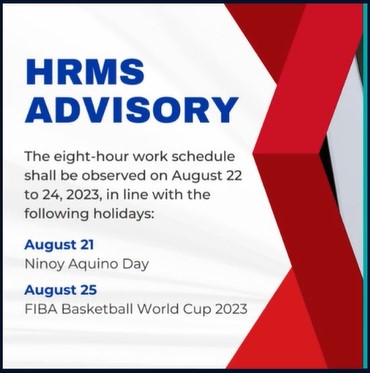 HRMS
ADVISORY
The eight-hour work schedule
shall be observed on August 22
to 24, 2023, in line with the
following holidays:
August 21
Ninoy Aquino Day
August 25
FIBA Basketball World Cup 2023